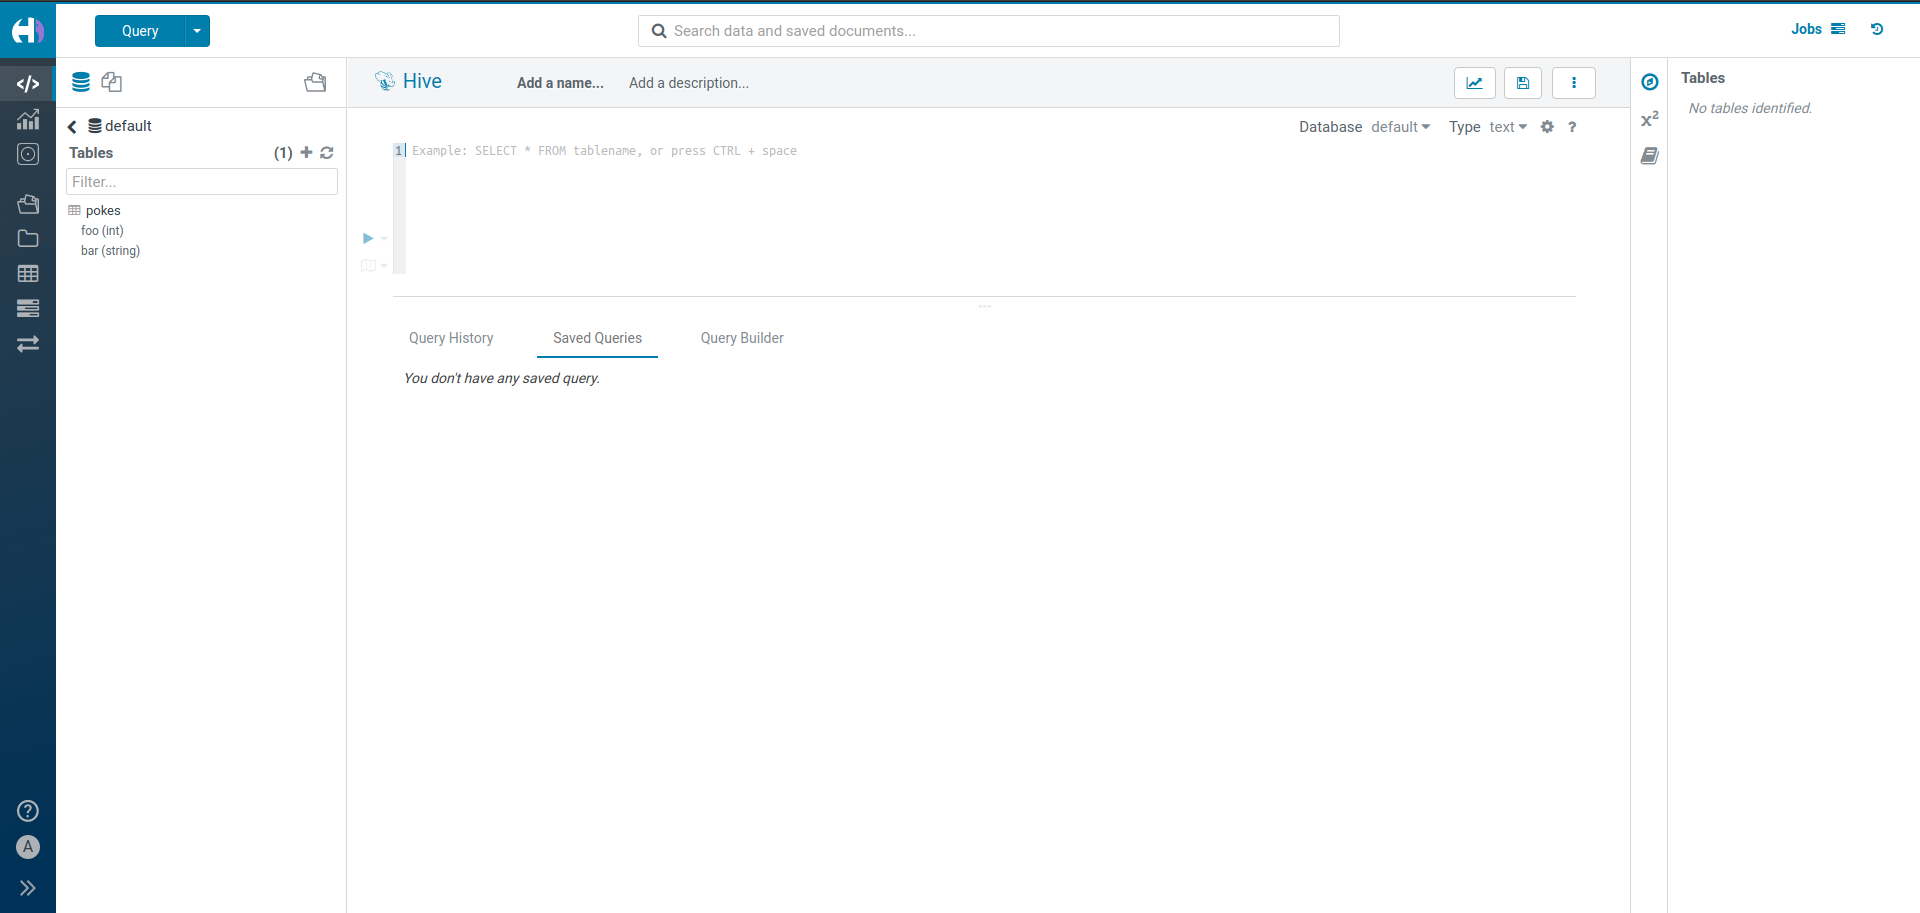 Query
Search data and saved documents...
Jobs
Hive
Add a name...
Add a description...
Tables
No tables identified.
default
Tables
(1)
Filter...
pokes
foo (int)
bar (string)
Database default
Type text
?
1
Example: SELECT * FROM tablename, or press CTRL + space
x²
Query History
Saved Queries
Query Builder
You don't have any saved query.
?
A